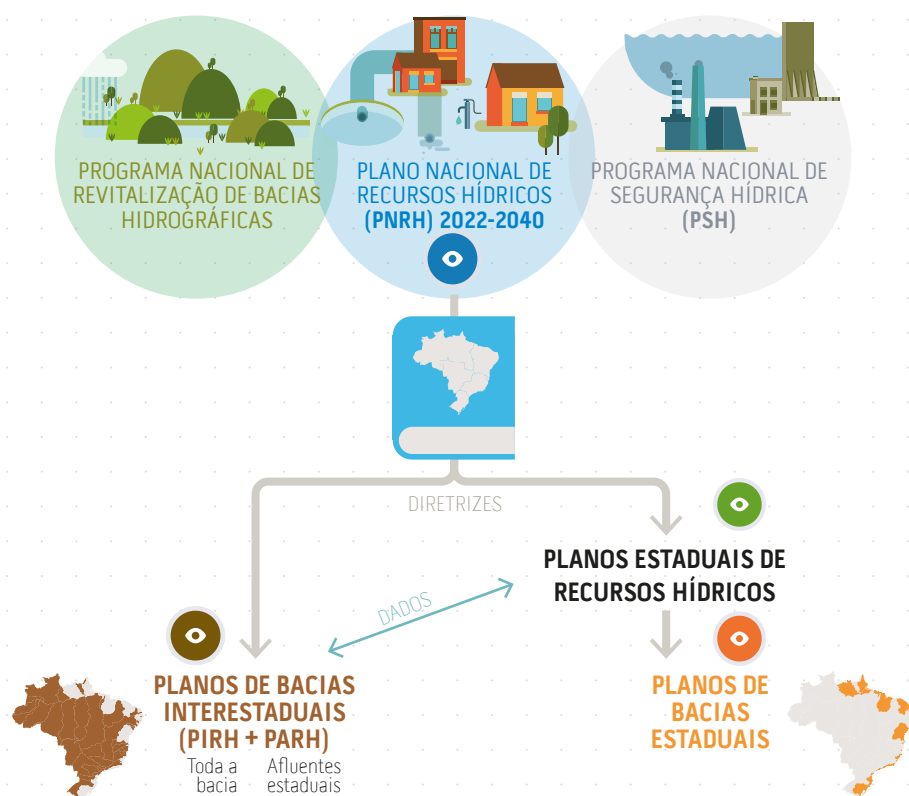 PROGRAMA NACIONAL DE
REVITALIZAÇÃO DE BACIAS
HIDROGRÁFICAS
PLANO NACIONAL DE
RECURSOS HÍDRICOS
(PNRH) 2022-2040
PROGRAMA NACIONAL DE
SEGURANÇA HÍDRICA
(PSH)
DIRETRIZES
PLANOS ESTADUAIS DE
RECURSOS HÍDRICOS
DADOS
PLANOS DE BACIAS
INTERESTADUAIS
(PIRH + PARH)
Toda a
bacia
Afluentes
estaduais
PLANOS DE
BACIAS
ESTADUAIS